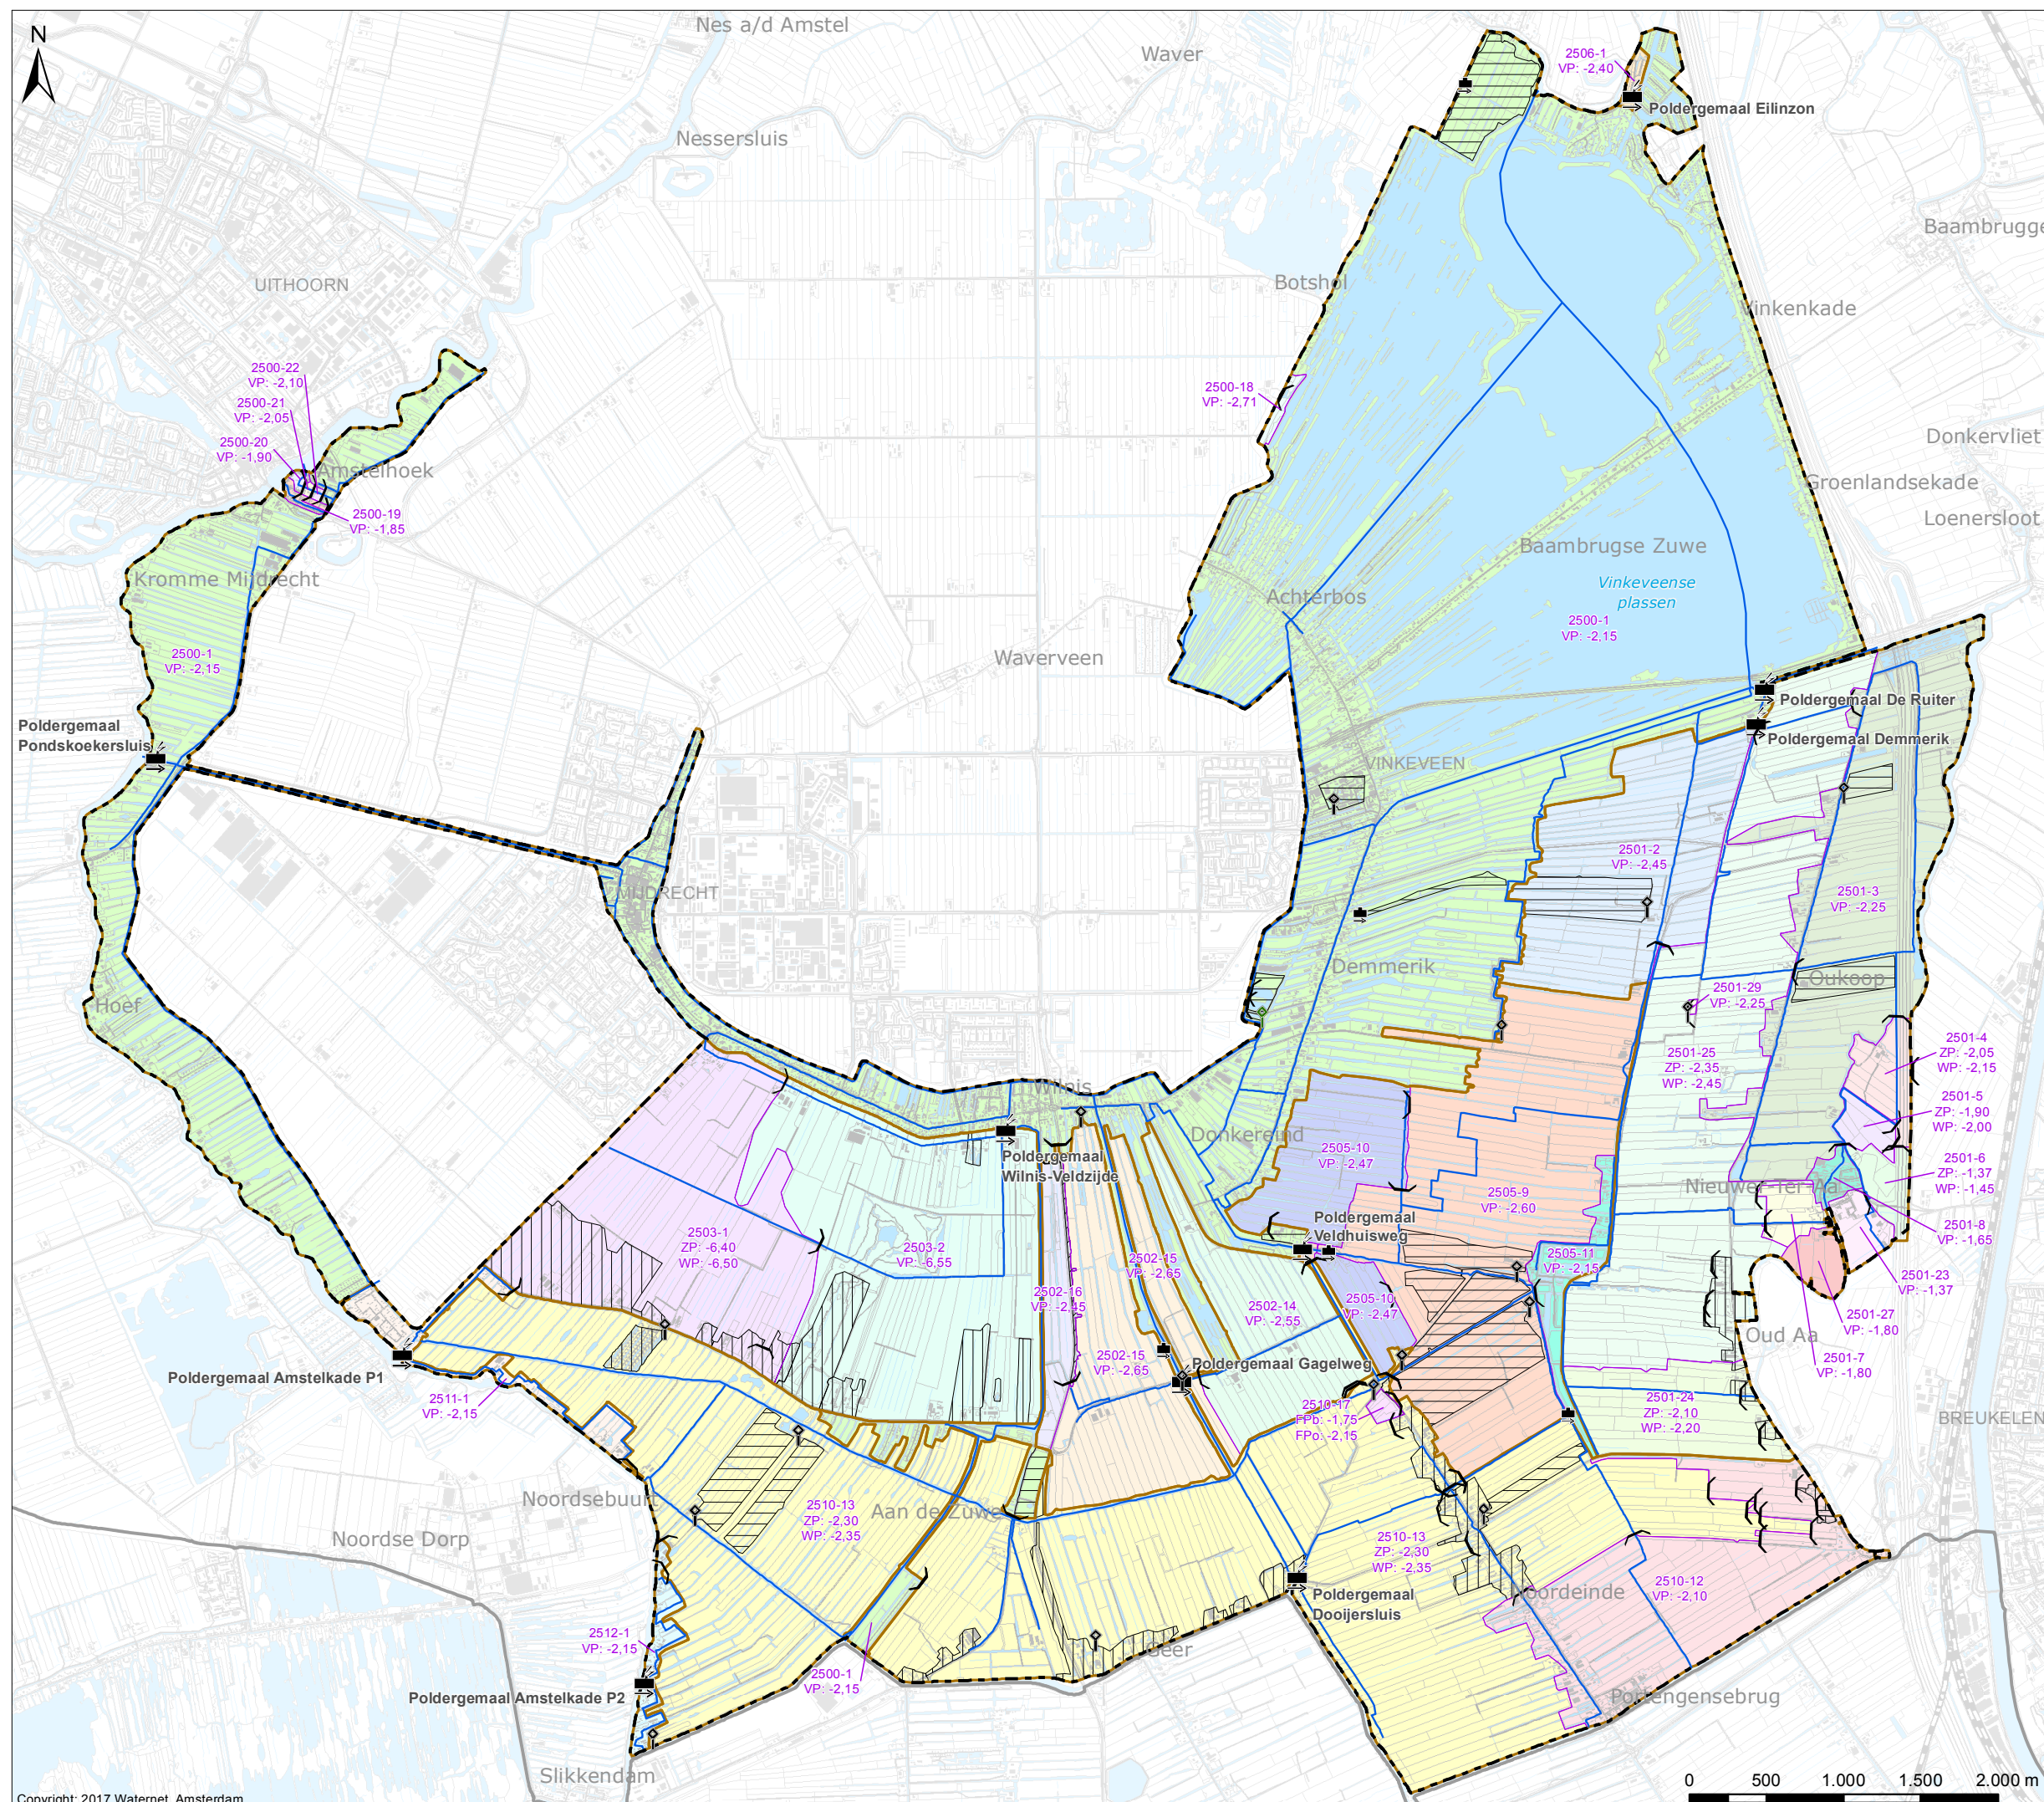 N
Nes a/d Amstel
Waver
2506-1
VP: -2,40
Poldergemaal Eilinzon
Nessersluis
Baambrugge
Botshol
UITHOORN
Vinkenkade
2500-22
VP: -2,10
2500-21
VP: -2,05
2500-20
VP: -1,90
2500-18
VP: -2,71
Donkervliet
Amstelhoek
Groenlandsekade
2500-19
VP: -1,85
Loenersloot
Baambrugse Zuwe
Kromme Mijdrecht
Vinkeveense
plassen
Achterbos
2500-1
VP: -2,15
2500-1
VP: -2,15
Waverveen
Poldergemaal De Ruiter
Poldergemaal
Pondskoekersluis
Poldergemaal Demmerik
VINKEVEEN
2501-2
VP: -2,45
MIJDRECHT
2501-3
VP: -2,25
Demmerik
Oukoop
2501-29
VP: -2,25
Hoef
2501-25
ZP: -2,35
WP: -2,45
2501-4
ZP: -2,05
WP: -2,15
Wilnis
2501-5
ZP: -1,90
WP: -2,00
Donkereind
2505-10
VP: -2,47
Poldergemaal
Wilnis-Veldzijde
2501-6
ZP: -1,37
WP: -1,45
Nieuwer Ter Aa
2505-9
VP: -2,60
Poldergemaal
Veldhuisweg
2501-8
VP: -1,65
2503-1
ZP: -6,40
WP: -6,50
2503-2
VP: -6,55
2502-15
VP: -2,65
2505-11
VP: -2,15
2501-23
VP: -1,37
2502-16
VP: -2,45
2502-14
VP: -2,55
2505-10
VP: -2,47
2501-27
VP: -1,80
Oud Aa
2502-15
VP: -2,65
Poldergemaal Gagelweg
2501-7
VP: -1,80
Poldergemaal Amstelkade P1
2511-1
VP: -2,15
2510-17
FPb: -1,75
FPo: -2,15
2501-24
ZP: -2,10
WP: -2,20
BREUKELEN
Noordsebuurt
2510-13
ZP: -2,30
WP: -2,35
Aan de Zuwe
Noordse Dorp
2510-13
ZP: -2,30
WP: -2,35
2510-12
VP: -2,10
Noordeinde
Poldergemaal
Dooijersluis
2512-1
VP: -2,15
Geer
2500-1
VP: -2,15
Poldergemaal Amstelkade P2
Portengensebrug
Slikkendam
0 500 1.000 1.500 2.000 m
Copyright: 2017 Waternet, Amsterdam